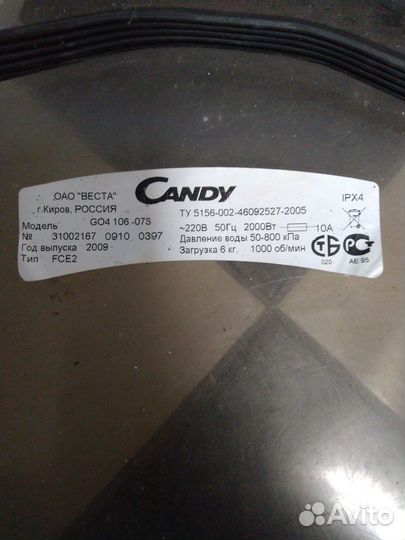 ОАО "ВЕСТА"
г.Киров, РОССИЯ
Модель GO4 106 -07S
№ 31002167 0910 0397
Год выпуска 2009
Тип FCE2
CANDY
ТУ 5156-002-46092527-2005
~220В 50Гц 2000Вт 10А
Давление воды 50-800 кПа
Загрузка 6 кг. 1000 об/мин
IPX4
020
АЕ 95
Avito